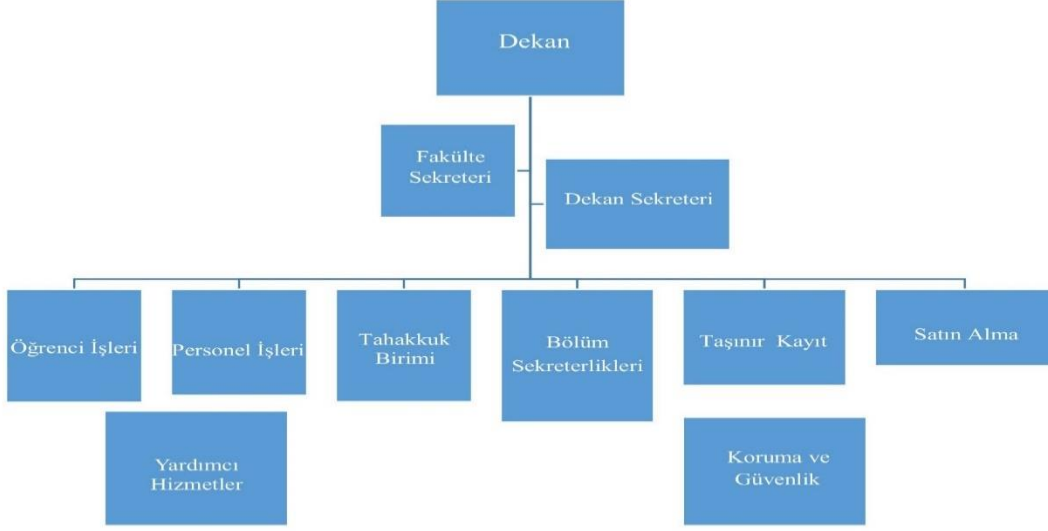 Dekan
Fakülte
Sekreteri
Dekan Sekreteri
Öğrenci İşleri
Personel İşleri
Tahakkuk
Birimi
Bölüm
Sekreterlikleri
Taşınır Kayıt
Satın Alma
Yardımcı
Hizmetler
Koruma ve
Güvenlik